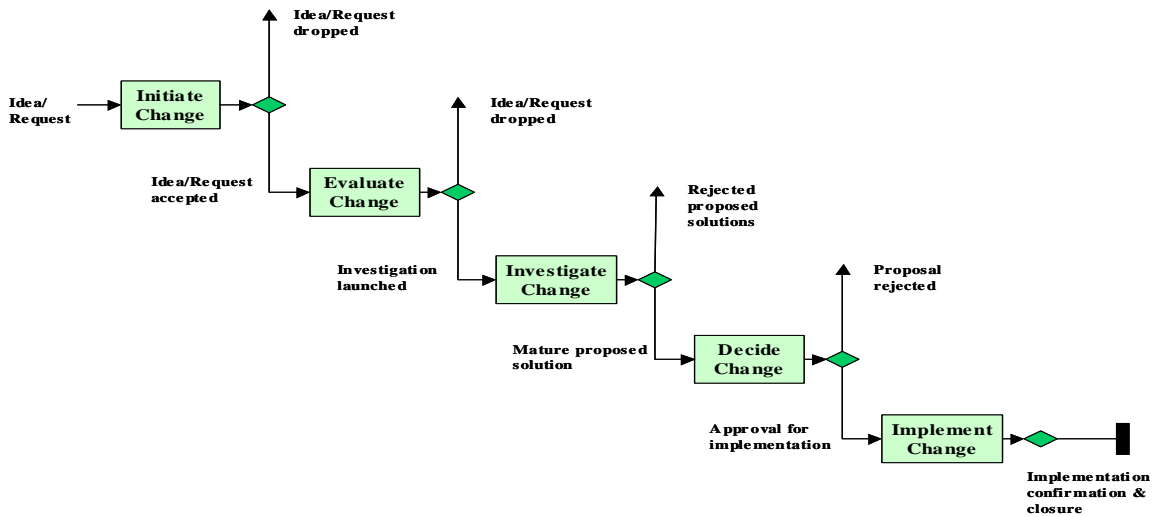 Idea/Request
dropped
Idea/
Request
Initiate
Change
Idea/Request
dropped
Idea/Request
accepted
Evaluate
Change
Rejected
proposed
solutions
Investigation
launched
Investigate
Change
Proposal
rejected
Mature proposed
solution
Decide
Change
Approval for
implementation
Implement
Change
Implementation
confirmation &
closure